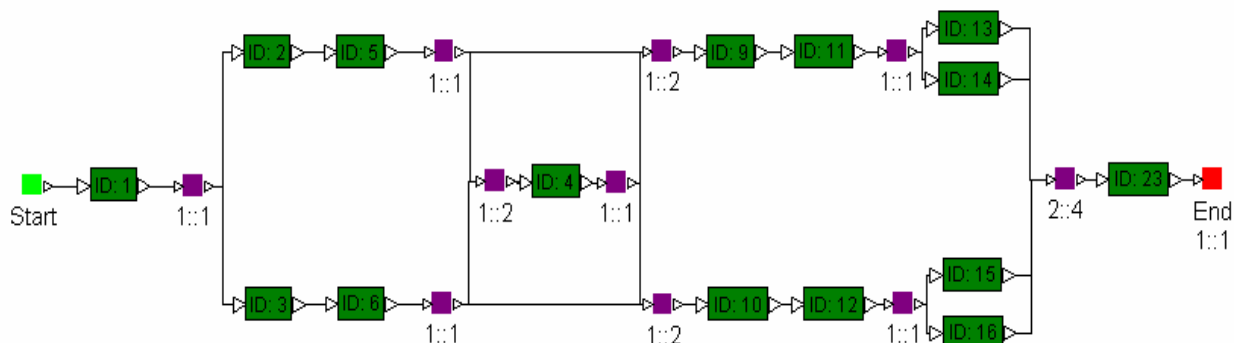 ID: 13
ID: 2
ID: 5
ID: 9
ID: 11
1::1
1::2
1::1
ID: 14
ID: 1
ID: 4
ID: 23
Start
1::1
1::2
1::1
2::4
End
1::1
ID: 15
ID: 3
ID: 6
ID: 10
ID: 12
1::1
1::2
1::1
ID: 16